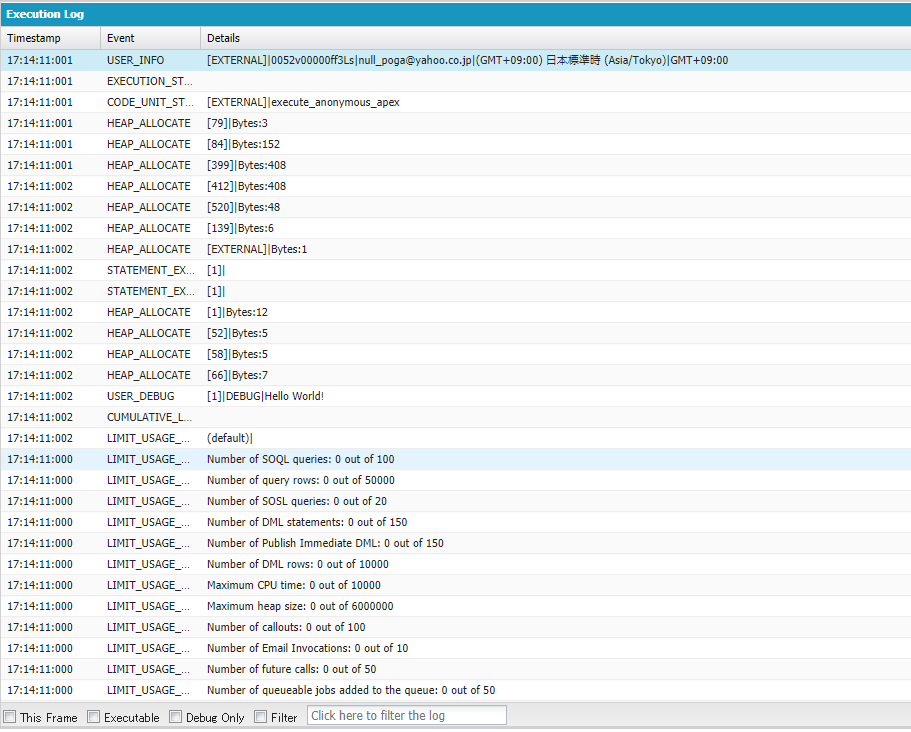 Execution Log
Timestamp Event Details
17:14:11:001 USER_INFO [EXTERNAL]|0052v00000ff3Ls|null_poga@yahoo.co.jp|(GMT+09:00) 日本標準時 (Asia/Tokyo)|GMT+09:00
17:14:11:001 EXECUTION_ST...
17:14:11:001 CODE_UNIT_ST... [EXTERNAL]|execute_anonymous_apex
17:14:11:001 HEAP_ALLOCATE [79]|Bytes:3
17:14:11:001 HEAP_ALLOCATE [84]|Bytes:152
17:14:11:001 HEAP_ALLOCATE [399]|Bytes:408
17:14:11:002 HEAP_ALLOCATE [412]|Bytes:408
17:14:11:002 HEAP_ALLOCATE [520]|Bytes:48
17:14:11:002 HEAP_ALLOCATE [139]|Bytes:6
17:14:11:002 HEAP_ALLOCATE [EXTERNAL]|Bytes:1
17:14:11:002 STATEMENT_EX... [1]|
17:14:11:002 STATEMENT_EX... [1]|
17:14:11:002 HEAP_ALLOCATE [1]|Bytes:12
17:14:11:002 HEAP_ALLOCATE [52]|Bytes:5
17:14:11:002 HEAP_ALLOCATE [58]|Bytes:5
17:14:11:002 HEAP_ALLOCATE [66]|Bytes:7
17:14:11:002 USER_DEBUG [1]|DEBUG|Hello World!
17:14:11:002 CUMULATIVE_L...
17:14:11:002 LIMIT_USAGE_... (default)|
17:14:11:000 LIMIT_USAGE_... Number of SOQL queries: 0 out of 100
17:14:11:000 LIMIT_USAGE_... Number of query rows: 0 out of 50000
17:14:11:000 LIMIT_USAGE_... Number of SOSL queries: 0 out of 20
17:14:11:000 LIMIT_USAGE_... Number of DML statements: 0 out of 150
17:14:11:000 LIMIT_USAGE_... Number of Publish Immediate DML: 0 out of 150
17:14:11:000 LIMIT_USAGE_... Number of DML rows: 0 out of 10000
17:14:11:000 LIMIT_USAGE_... Maximum CPU time: 0 out of 10000
17:14:11:000 LIMIT_USAGE_... Maximum heap size: 0 out of 6000000
17:14:11:000 LIMIT_USAGE_... Number of callouts: 0 out of 100
17:14:11:000 LIMIT_USAGE_... Number of Email Invocations: 0 out of 10
17:14:11:000 LIMIT_USAGE_... Number of future calls: 0 out of 50
17:14:11:000 LIMIT_USAGE_... Number of queueable jobs added to the queue: 0 out of 50
This Frame Executable Debug Only Filter Click here to filter the log